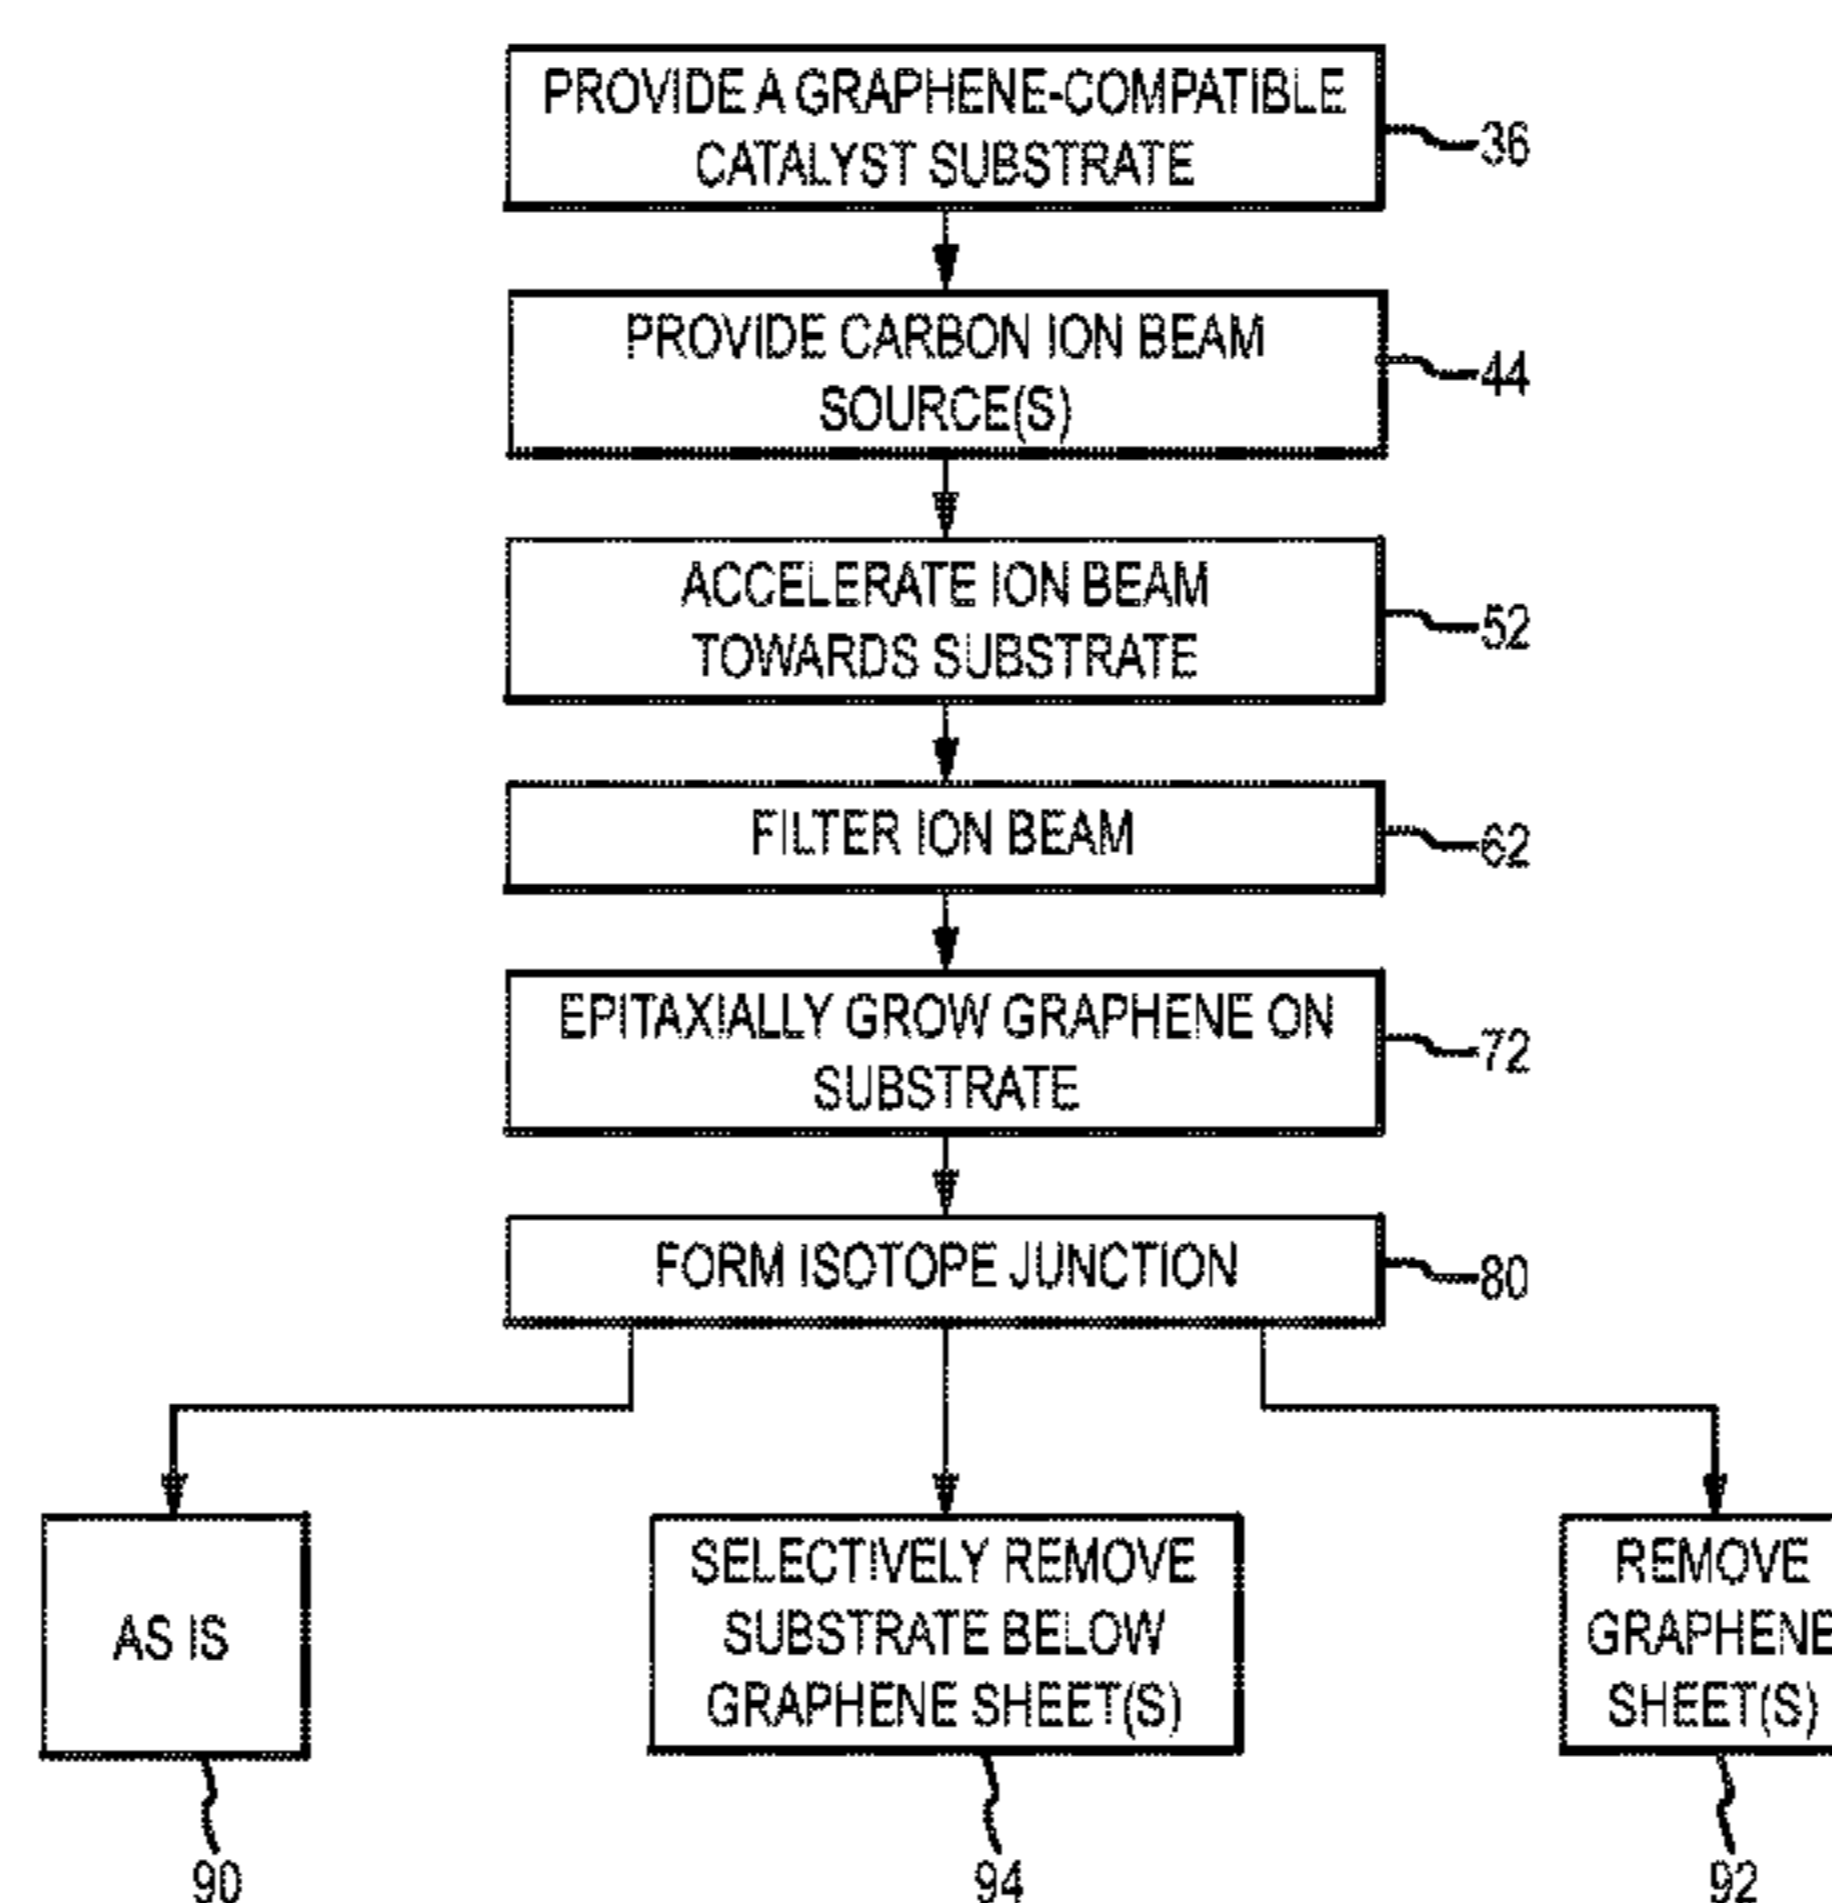 PROVIDE A GRAPHENE-COMPATIBLE
CATALYST SUBSTRATE
36
PROVIDE CARBON ION BEAM
SOURCE(S)
44
ACCELERATE ION BEAM
TOWARDS SUBSTRATE
52
FILTER ION BEAM
62
EPITAXIALLY GROW GRAPHENE ON
SUBSTRATE
72
FORM ISOTOPE JUNCTION
80
AS IS
90
SELECTIVELY REMOVE
SUBSTRATE BELOW
GRAPHENE SHEET(S)
94
REMOVE
GRAPHENE
SHEET(S)
92